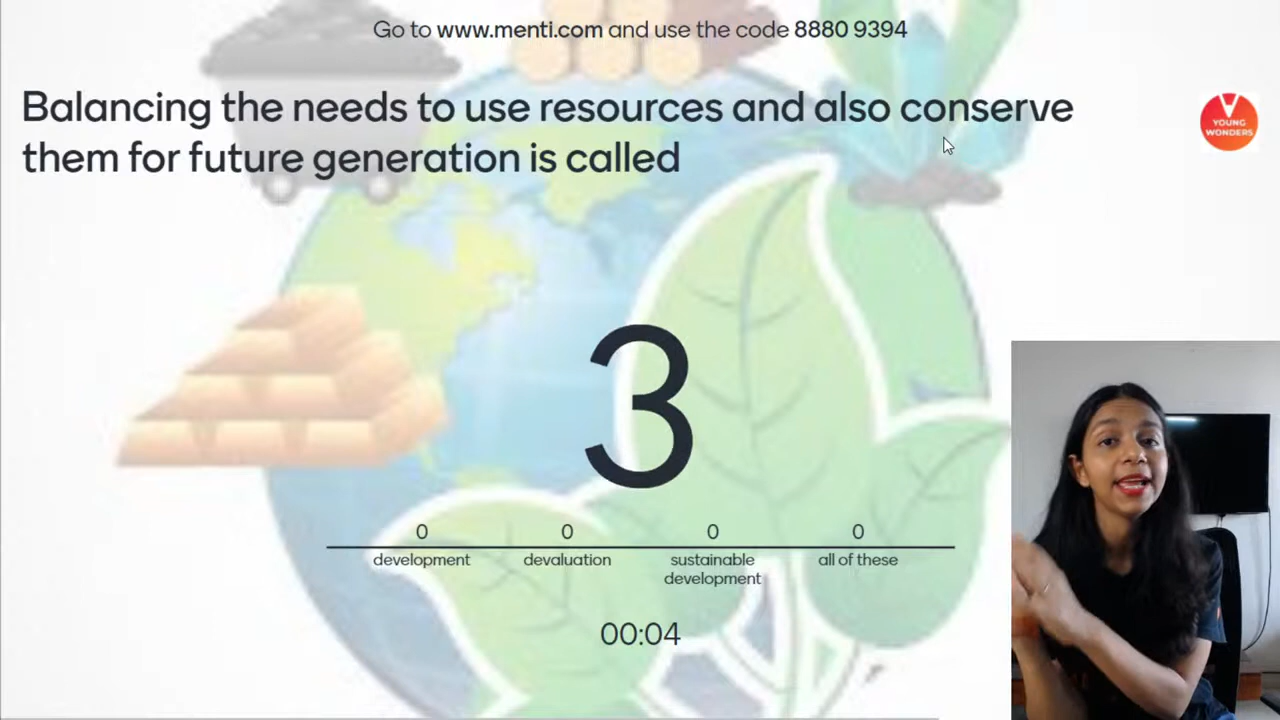 Go to www.menti.com and use the code 8880 9394
Balancing the needs to use resources and also conserve
them for future generation is called
YOUNG
WONDERS
3
0 0 0 0
development devaluation sustainable development all of these
00:04